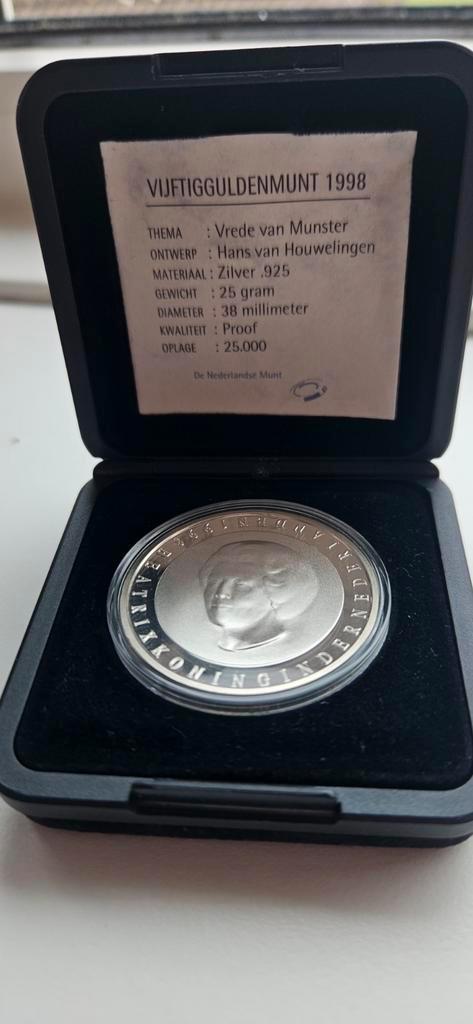 VIJFTIGGULDENMUNT 1998
THEMA : Vrede van Munster
ONTWERP : Hans van Houwelingen
MATERIAAL : Zilver .925
GEWICHT : 25 gram
DIAMETER : 38 millimeter
KWALITEIT : Proof
OPLAGE : 25.000
De Nederlandse Munt
BEATRIXKONINGINDERNEDERLANDEN1998